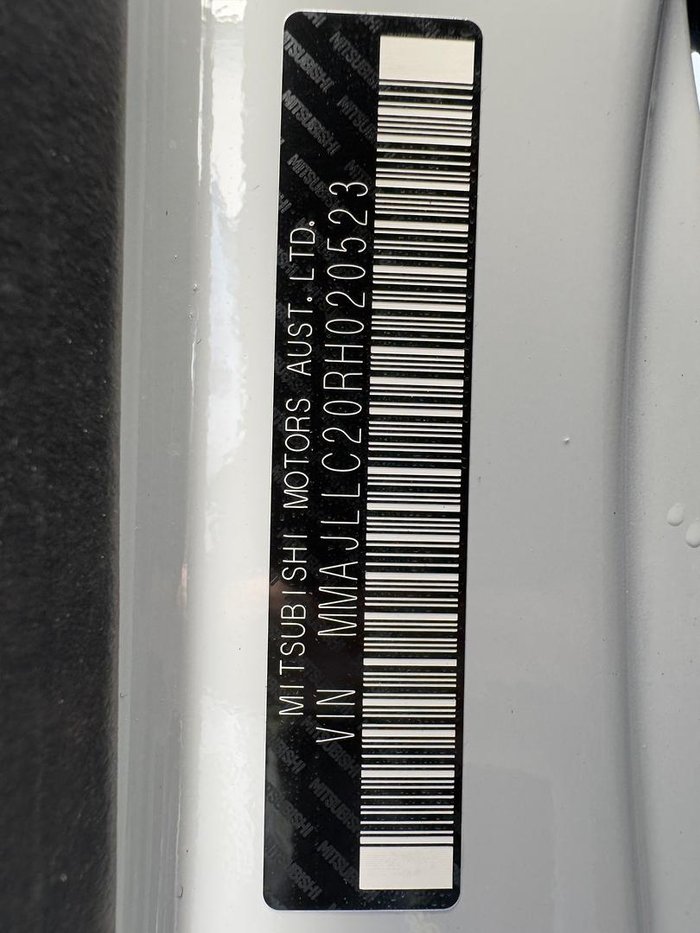 MITSUBISHI MOTORS AUST. LTD.
VIN MMAJLLC20RH020523